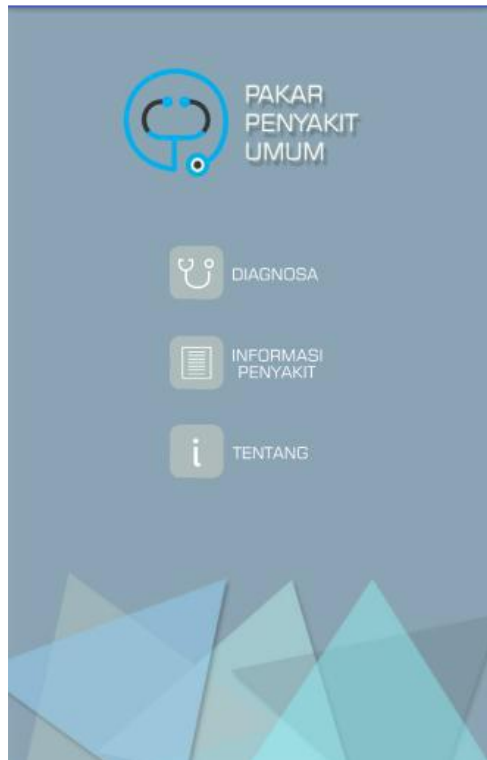 PAKAR
PENYAKIT
UMUM
DIAGNOSA
INFORMASI
PENYAKIT
TENTANG